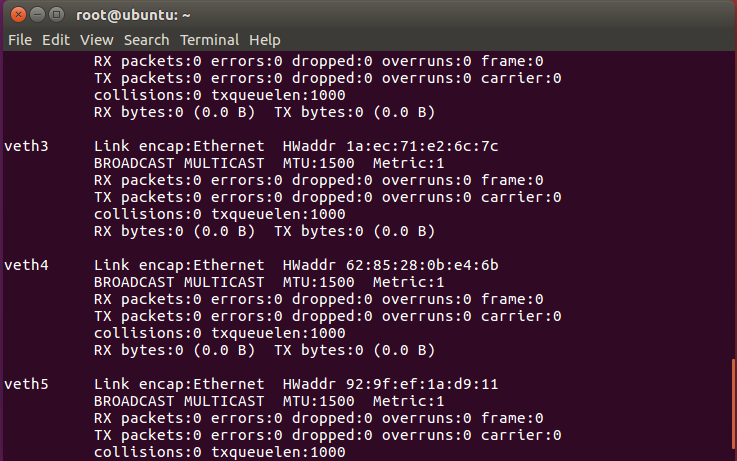 root@ubuntu: ~
File Edit View Search Terminal Help
RX packets:0 errors:0 dropped:0 overruns:0 frame:0
TX packets:0 errors:0 dropped:0 overruns:0 carrier:0
collisions:0 txqueuelen:1000
RX bytes:0 (0.0 B)  TX bytes:0 (0.0 B)
veth3     Link encap:Ethernet  HWaddr 1a:ec:71:e2:6c:7c
BROADCAST MULTICAST  MTU:1500  Metric:1
RX packets:0 errors:0 dropped:0 overruns:0 frame:0
TX packets:0 errors:0 dropped:0 overruns:0 carrier:0
collisions:0 txqueuelen:1000
RX bytes:0 (0.0 B)  TX bytes:0 (0.0 B)
veth4     Link encap:Ethernet  HWaddr 62:85:28:0b:e4:6b
BROADCAST MULTICAST  MTU:1500  Metric:1
RX packets:0 errors:0 dropped:0 overruns:0 frame:0
TX packets:0 errors:0 dropped:0 overruns:0 carrier:0
collisions:0 txqueuelen:1000
RX bytes:0 (0.0 B)  TX bytes:0 (0.0 B)
veth5     Link encap:Ethernet  HWaddr 92:9f:ef:1a:d9:11
BROADCAST MULTICAST  MTU:1500  Metric:1
RX packets:0 errors:0 dropped:0 overruns:0 frame:0
TX packets:0 errors:0 dropped:0 overruns:0 carrier:0
collisions:0 txqueuelen:1000